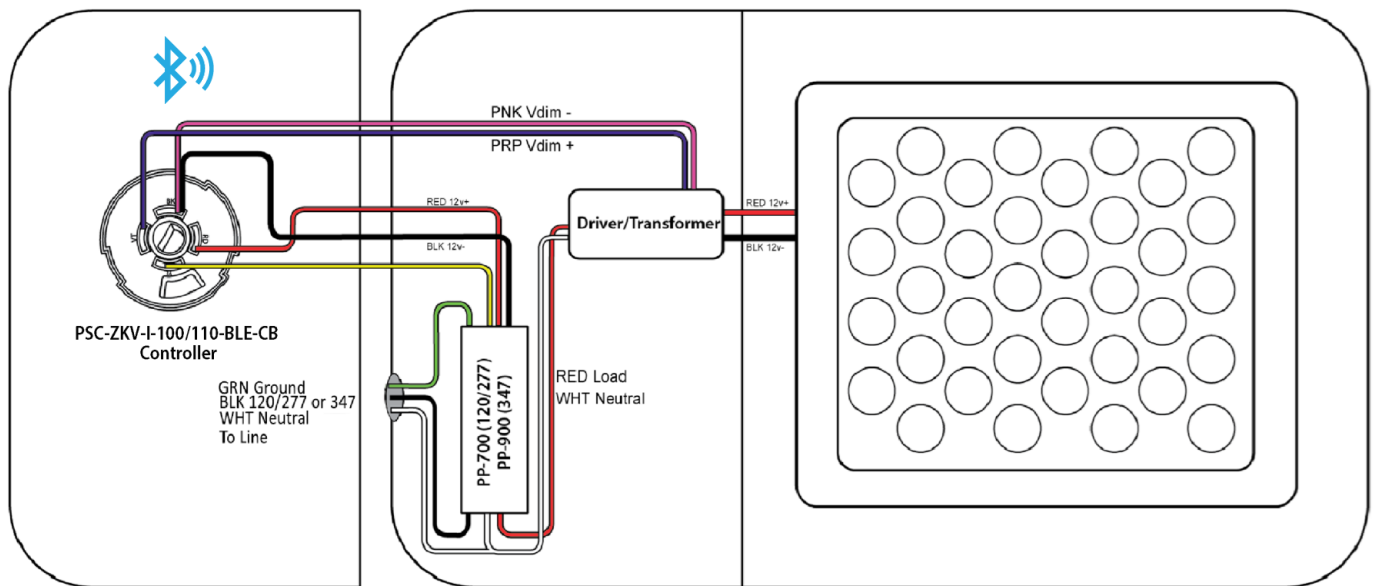 PNK Vdim -
PRP Vdim +
RED 12v+
BLK 12v-
Driver/Transformer
RED 12v+
BLK 12v-
BK
RD
PSC-ZKV-I-100/110-BLE-CB
Controller
GRN Ground
BLK 120/277 or 347
WHT Neutral
To Line
PP-700 (120/277)
PP-900 (347)
RED Load
WHT Neutral